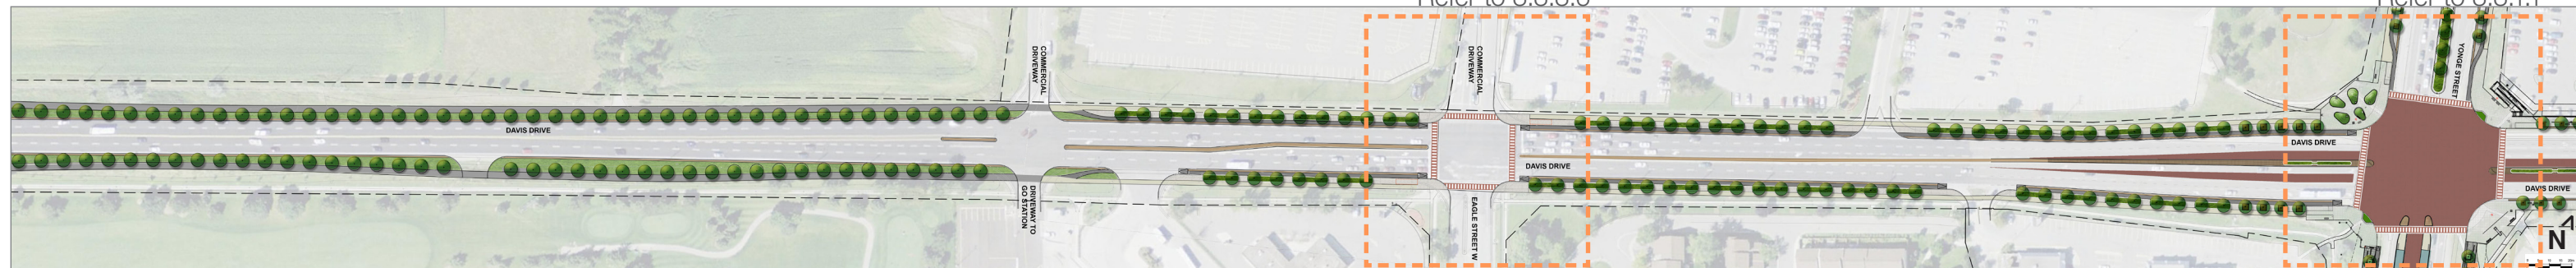 COMMERCIAL
DRIVEWAY
COMMERCIAL
DRIVEWAY
YONGE STREET
DAVIS DRIVE
DAVIS DRIVE
DAVIS DRIVE
DAVIS DRIVE
DRIVEWAY TO
GO STATION
EAGLE STREET W
N